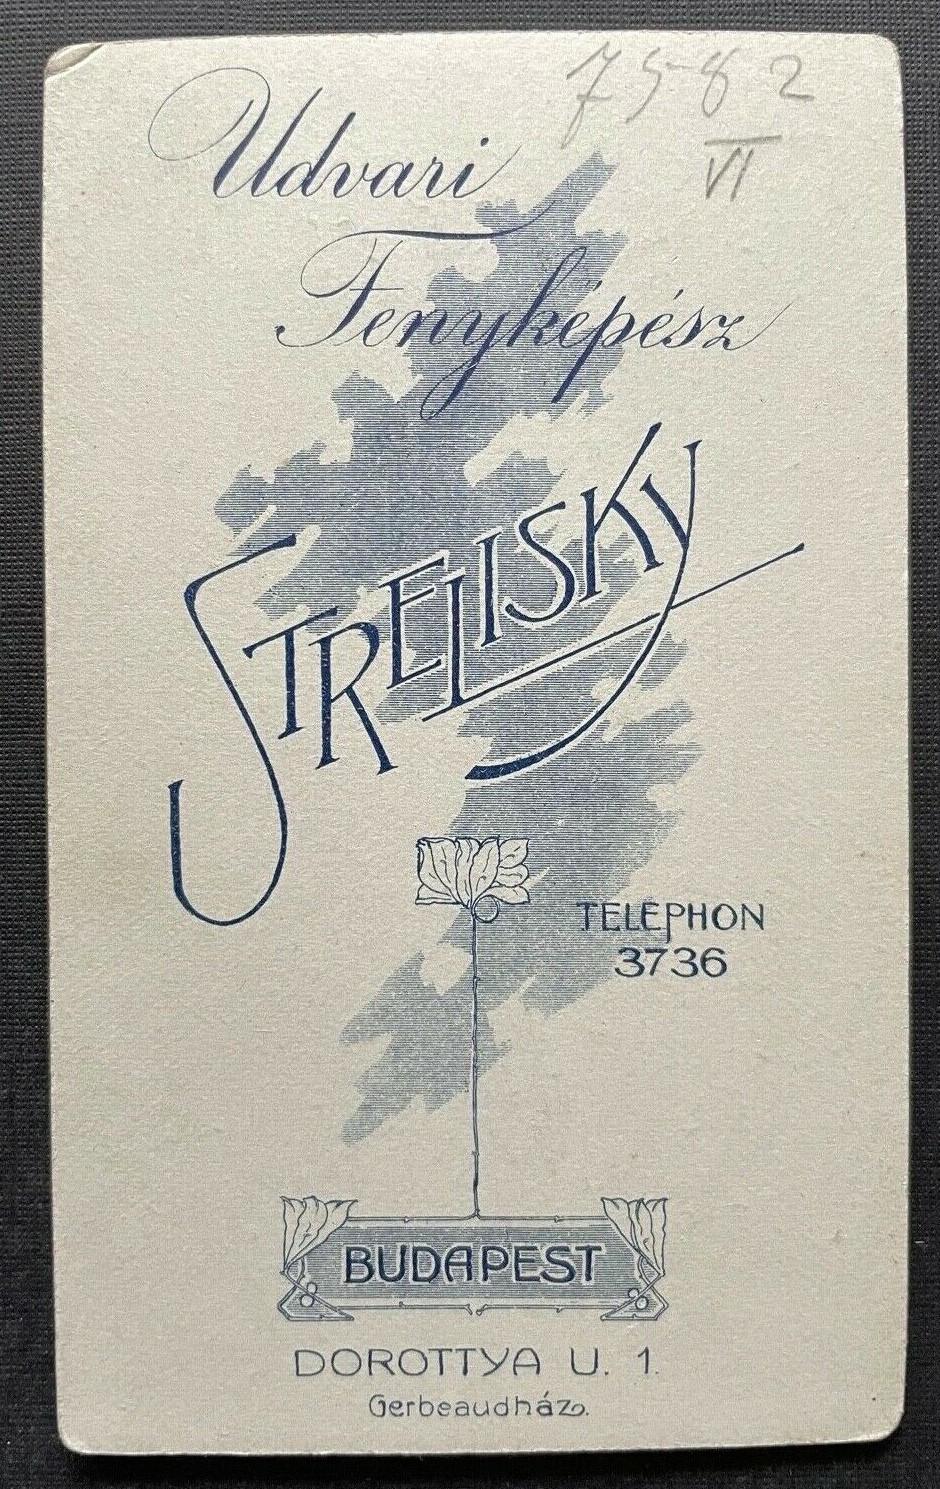 7582
VI
Udvari
Fenyképész
STRELISKY
TELEPHON
3736
BUDAPEST
DOROTTYA U. 1.
Gerbeaudház.